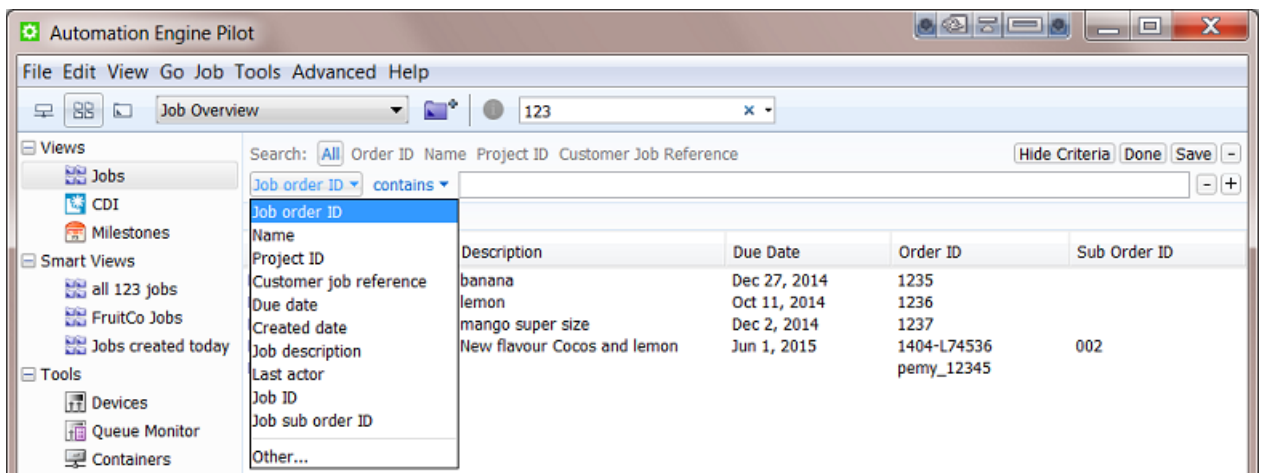 Automation Engine Pilot
File Edit View Go Job Tools Advanced Help
Job Overview 123
Views
Jobs
CDI
Milestones
Smart Views
all 123 jobs
FruitCo Jobs
Jobs created today
Tools
Devices
Queue Monitor
Containers
Search: All Order ID Name Project ID Customer Job Reference Hide Criteria Done Save
Job order ID contains
Job order ID
Name
Project ID
Customer job reference
Due date
Created date
Job description
Last actor
Job ID
Job sub order ID
Other...
Description Due Date Order ID Sub Order ID
banana Dec 27, 2014 1235
lemon Oct 11, 2014 1236
mango super size Dec 2, 2014 1237
New flavour Cocos and lemon Jun 1, 2015 1404-L74536 002
pemy_12345